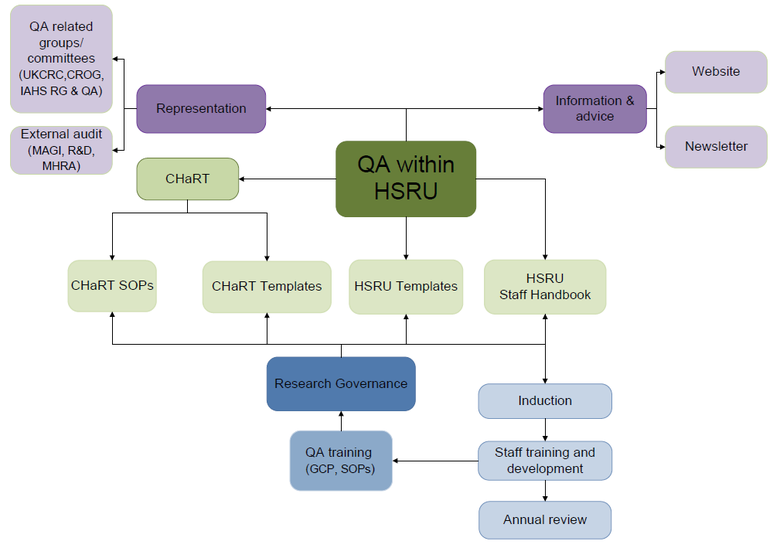 QA related
groups/
committees
(UKCRC,CROG,
IAHS RG & QA)
External audit
(MAGI, R&D,
MHRA)
Representation
Information &
advice
Website
Newsletter
QA within
HSRU
CHaRT
CHaRT SOPs
CHaRT Templates
HSRU Templates
HSRU
Staff Handbook
Research Governance
Induction
QA training
(GCP, SOPs)
Staff training and
development
Annual review